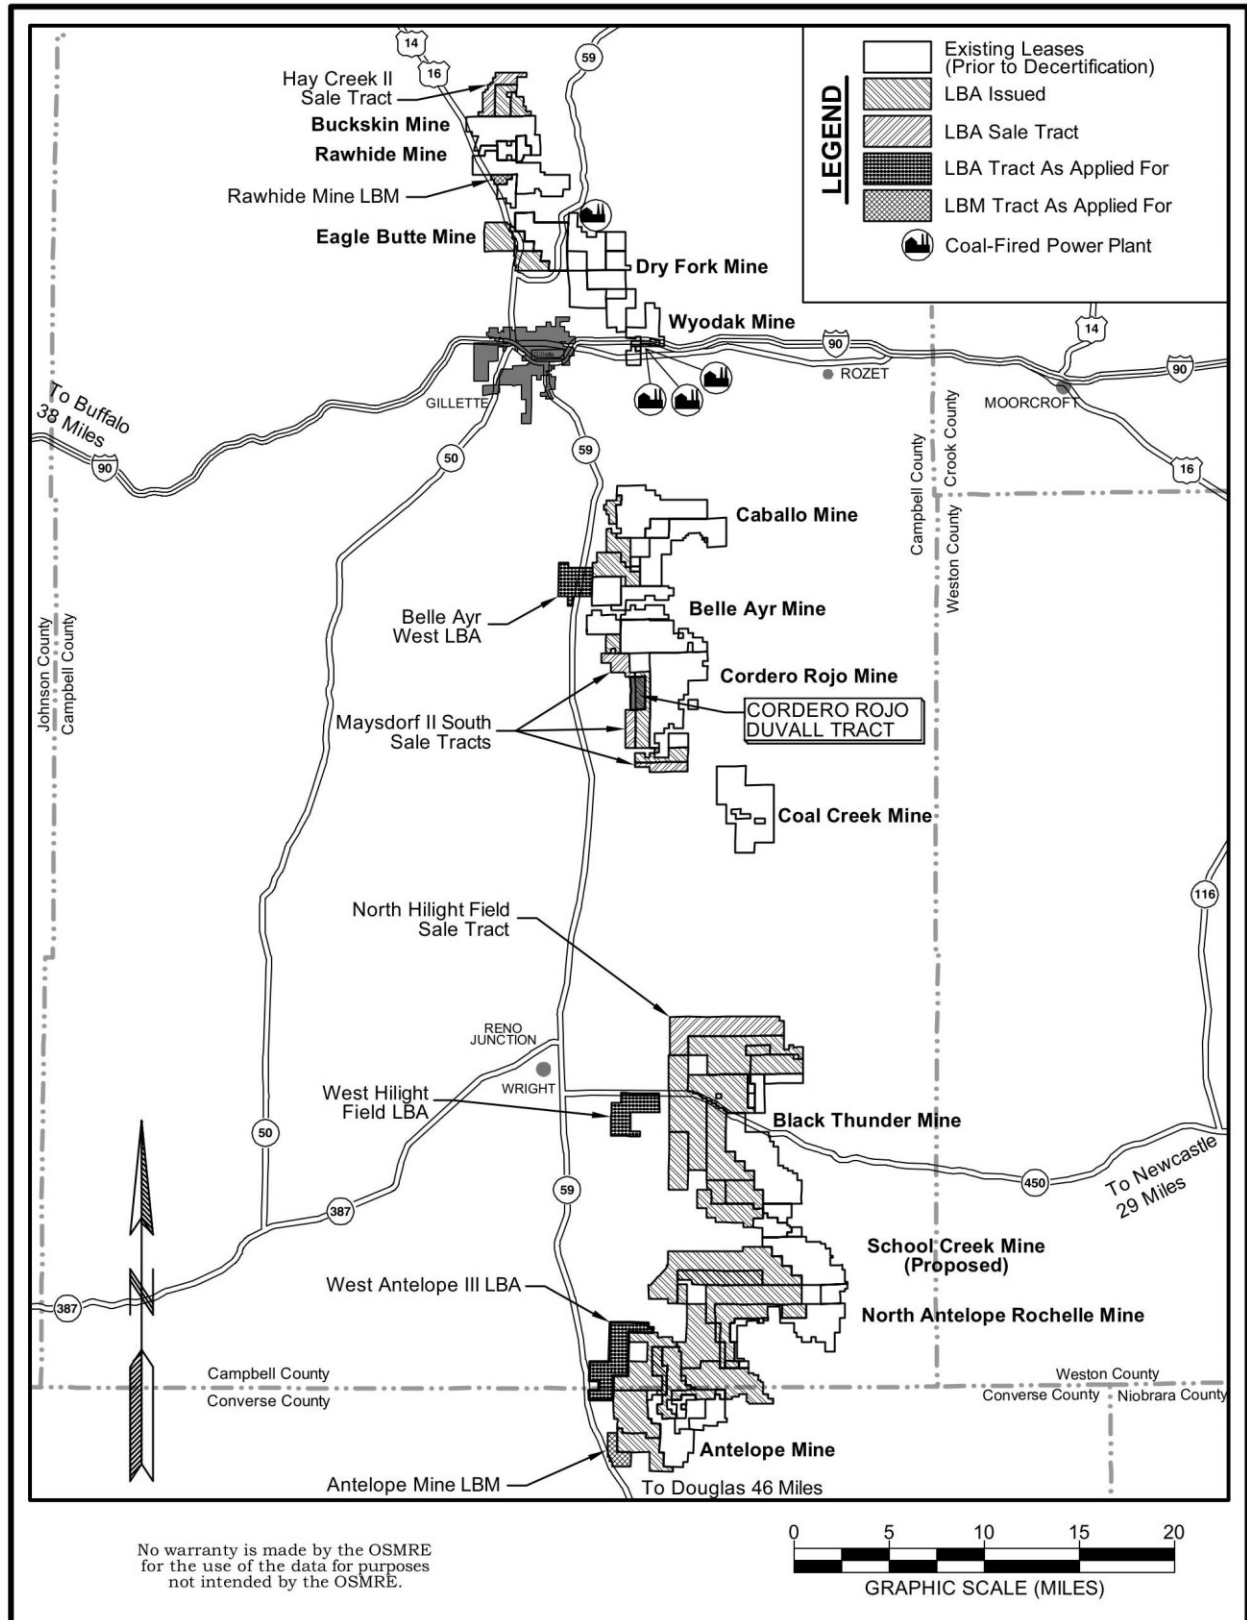 14
16
59
Hay Creek II
Sale Tract
Buckskin Mine
Rawhide Mine
Rawhide Mine LBM
Eagle Butte Mine
Dry Fork Mine
Wyodak Mine
LEGEND
Existing Leases
(Prior to Decertification)
LBA Issued
LBA Sale Tract
LBA Tract As Applied For
LBM Tract As Applied For
Coal-Fired Power Plant
14
90
90
ROZET
MOORCROFT
GILLETTE
To Buffalo
38 Miles
90
50
59
16
Campbell County
Crook County
Weston County
Caballo Mine
Belle Ayr
West LBA
Belle Ayr Mine
Johnson County
Campbell County
Cordero Rojo Mine
CORDERO ROJO
DUVALL TRACT
Maysdorf II South
Sale Tracts
Coal Creek Mine
116
North Hilight Field
Sale Tract
RENO
JUNCTION
WRIGHT
West Hilight
Field LBA
Black Thunder Mine
50
59
450
To Newcastle
29 Miles
387
School Creek Mine
(Proposed)
West Antelope III LBA
387
N
North Antelope Rochelle Mine
Campbell County
Converse County
Weston County
Converse County
Niobrara County
Antelope Mine
Antelope Mine LBM
To Douglas 46 Miles
No warranty is made by the OSMRE
for the use of the data for purposes
not intended by the OSMRE.
0 5 10 15 20
GRAPHIC SCALE (MILES)